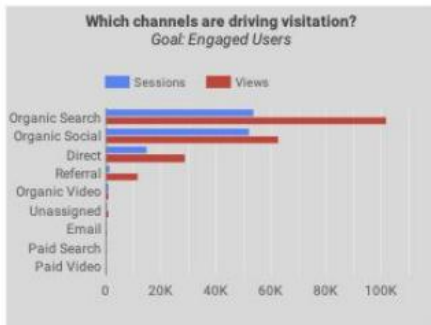 Which channels are driving visitation?
Goal: Engaged Users
Sessions Views
Organic Search
Organic Social
Direct
Referral
Organic Video
Unassigned
Email
Paid Search
Paid Video
0 20K 40K 60K 80K 100K